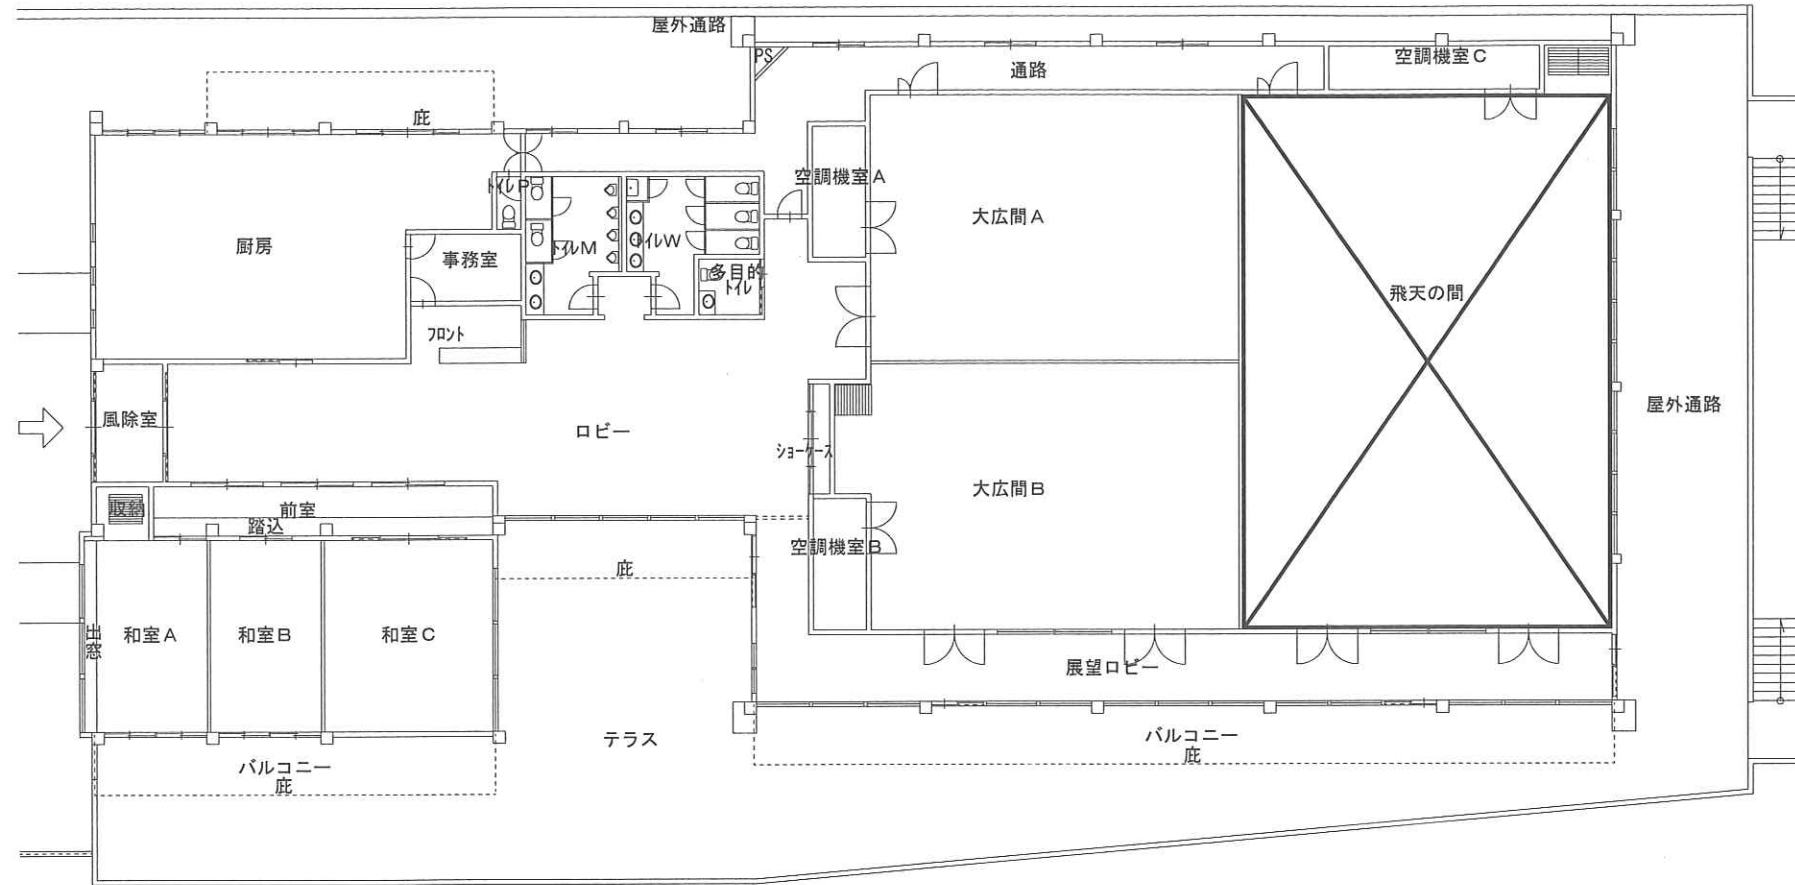 屋外通路
PS
通路
空調機室C
庇
空調機室A
トイレP
大広間A
厨房
事務室
トイレM
トイレW
多目的
トイレ
飛天の間
フロント
風除室
ロビー
屋外通路
ショーケース
大広間B
収納
前室
踏込
空調機室B
庇
出窓
和室A
和室B
和室C
展望ロビー
テラス
バルコニー
庇
バルコニー
庇